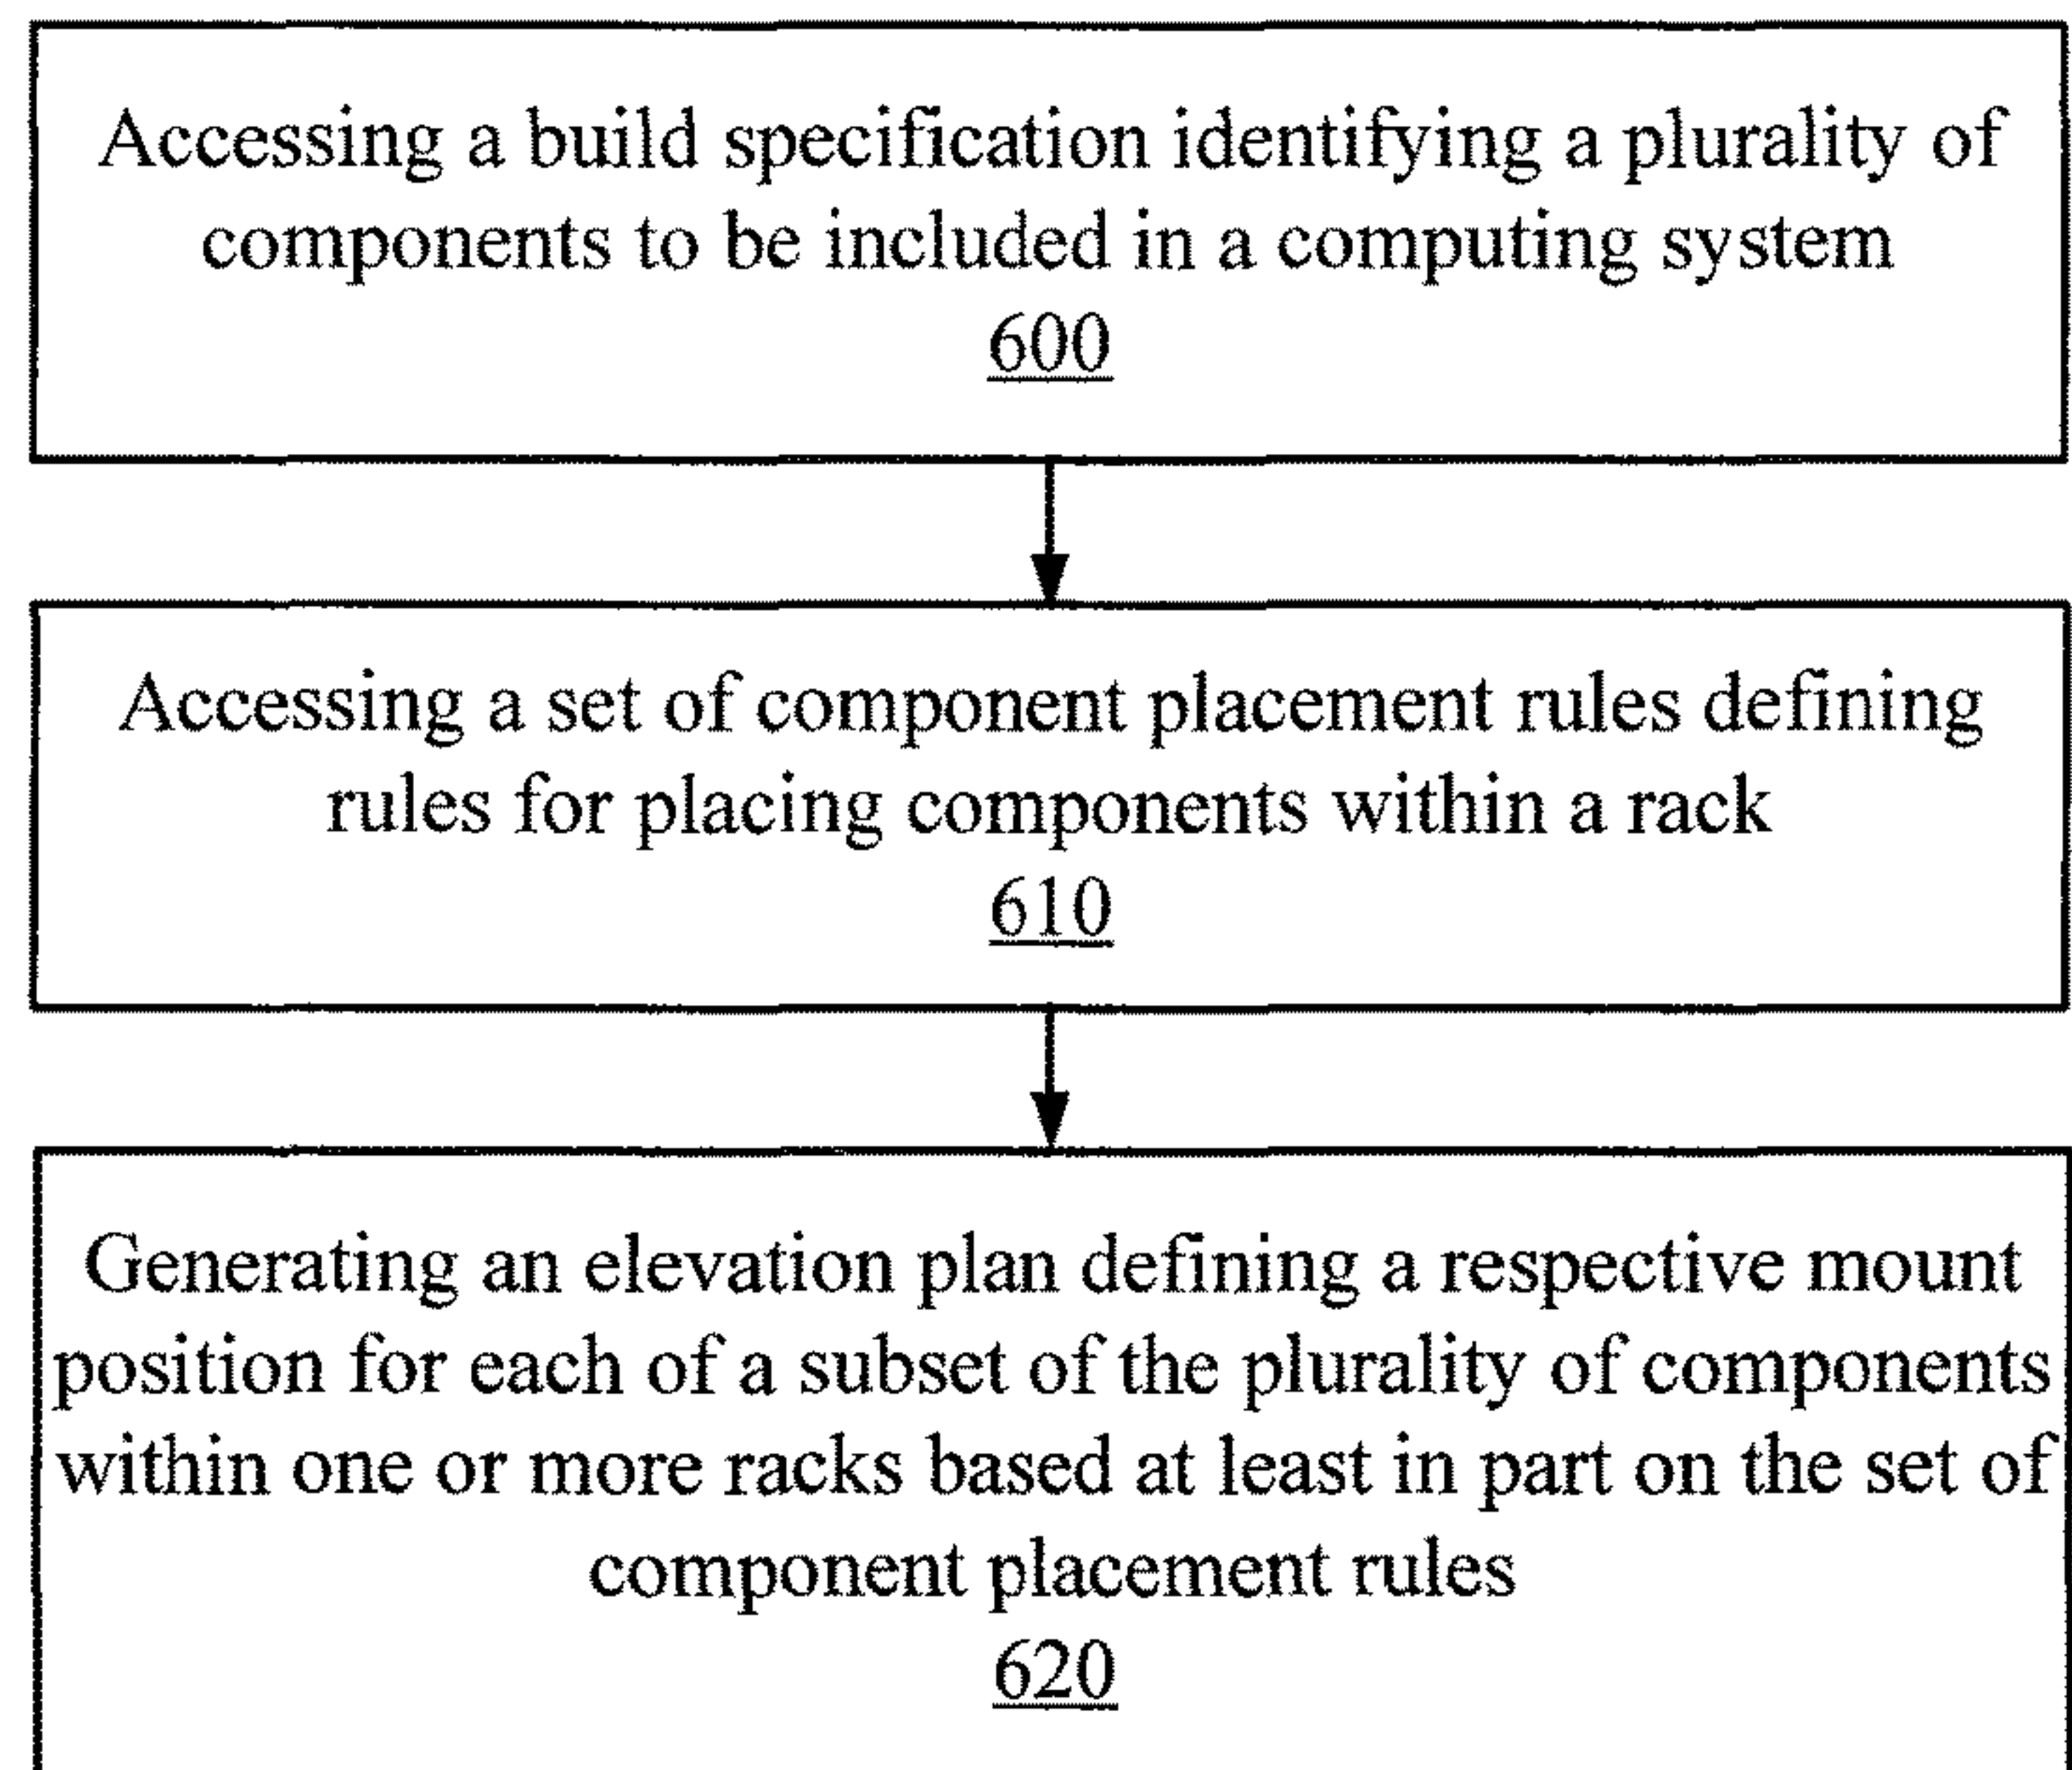 Accessing a build specification identifying a plurality of
components to be included in a computing system
600
Accessing a set of component placement rules defining
rules for placing components within a rack
610
Generating an elevation plan defining a respective mount
position for each of a subset of the plurality of components
within one or more racks based at least in part on the set of
component placement rules
620